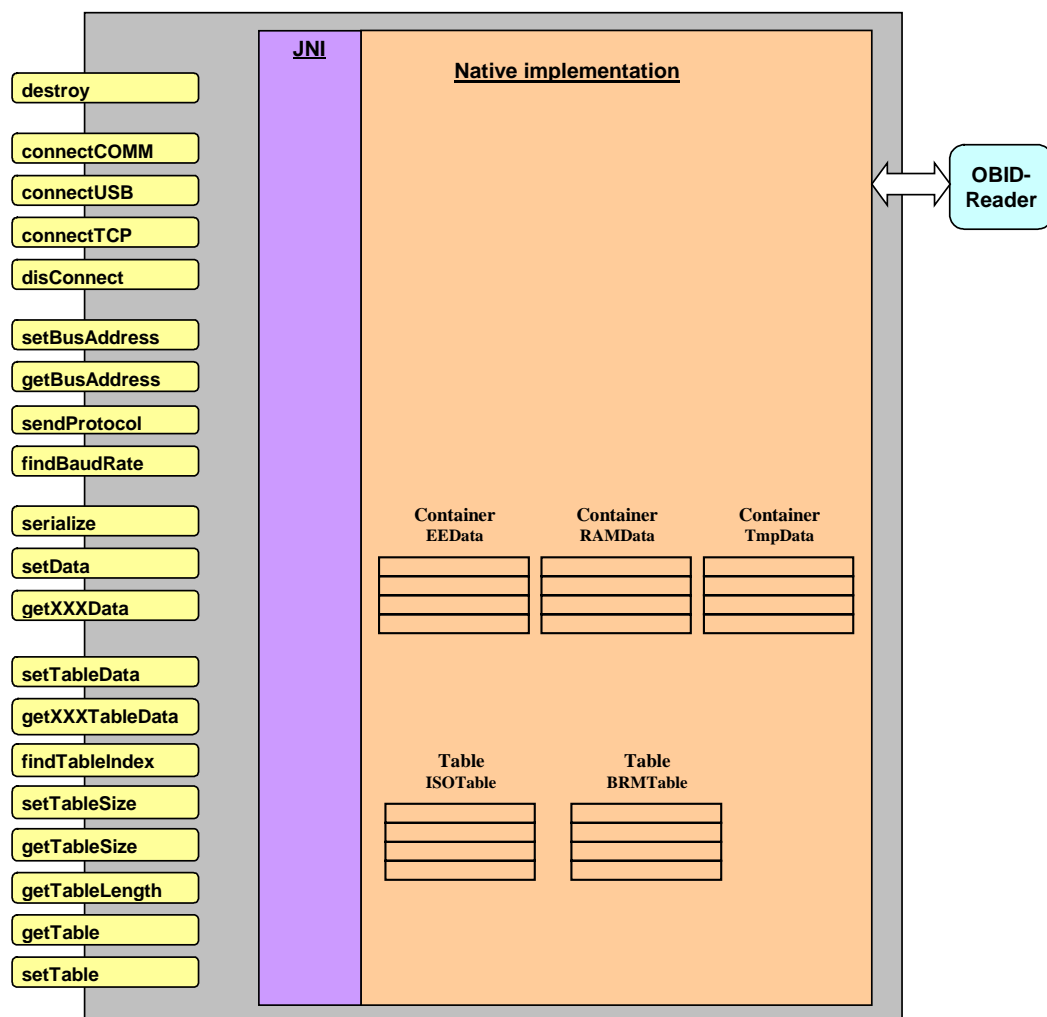 JNI
Native implementation
destroy
connectCOMM
connectUSB
connectTCP
disConnect
OBID-
Reader
setBusAddress
getBusAddress
sendProtocol
findBaudRate
serialize
setData
getXXXData
Container
EEData
Container
RAMData
Container
TmpData
setTableData
getXXXTableData
findTableIndex
setTableSize
getTableSize
getTableLength
getTable
setTable
Table
ISOTable
Table
BRMTable